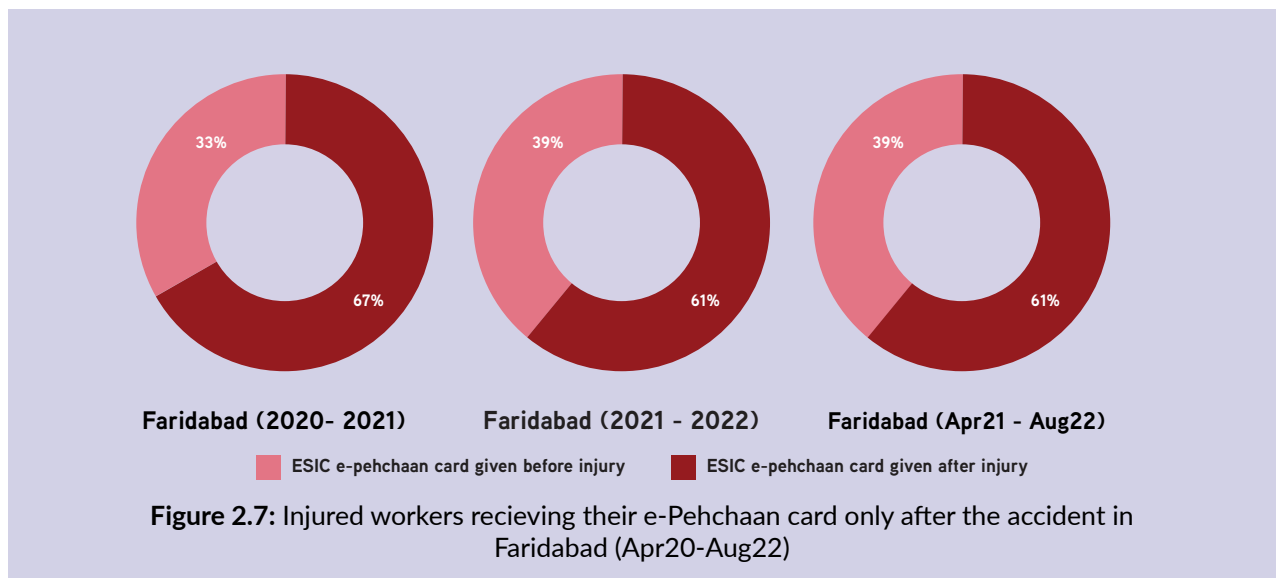 33%
67%
39%
61%
39%
61%
Faridabad (2020- 2021)
Faridabad (2021 - 2022)
Faridabad (Apr21 - Aug22)
ESIC e-pehchaan card given before injury
ESIC e-pehchaan card given after injury
Figure 2.7: Injured workers recieving their e-Pehchaan card only after the accident in
Faridabad (Apr20-Aug22)